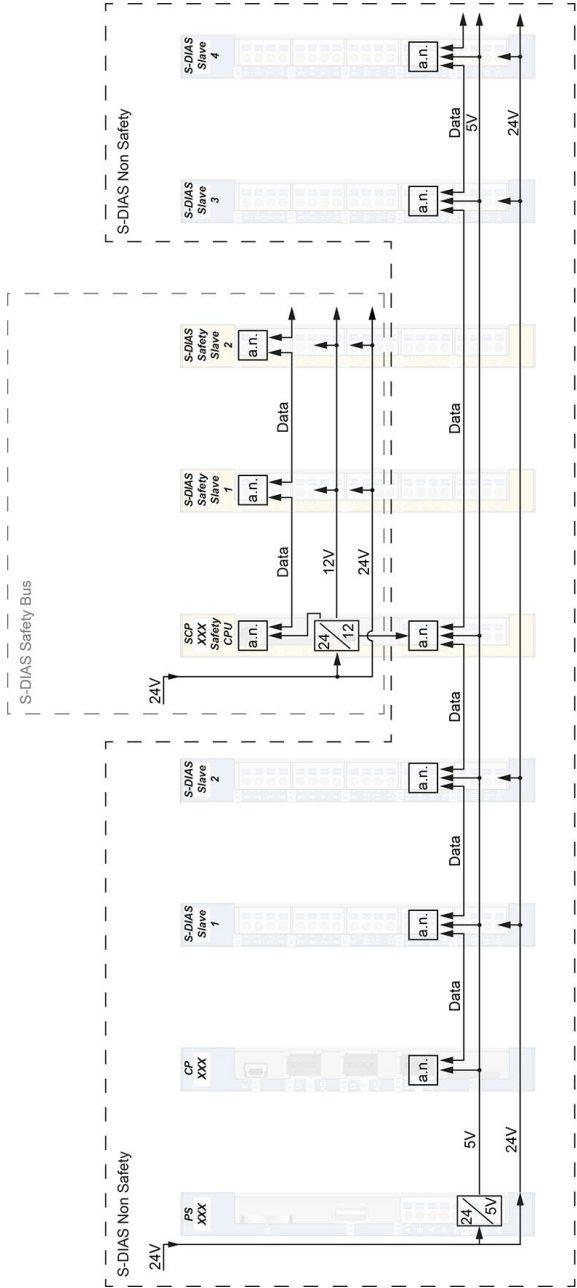 S-DIAS Non Safety
24V
PS
XXX
24
5V
5V
24V
CP
XXX
a.n.
Data
S-DIAS
Slave
1
a.n.
Data
S-DIAS
Slave
2
a.n.
Data
S-DIAS Safety Bus
24V
SCP
XXX
Safety
CPU
a.n.
24
12
a.n.
Data
12V
24V
S-DIAS
Safety
Slave
1
a.n.
Data
S-DIAS
Safety
Slave
2
a.n.
Data
S-DIAS Non Safety
S-DIAS
Slave
3
a.n.
Data
5V
24V
S-DIAS
Slave
4
a.n.